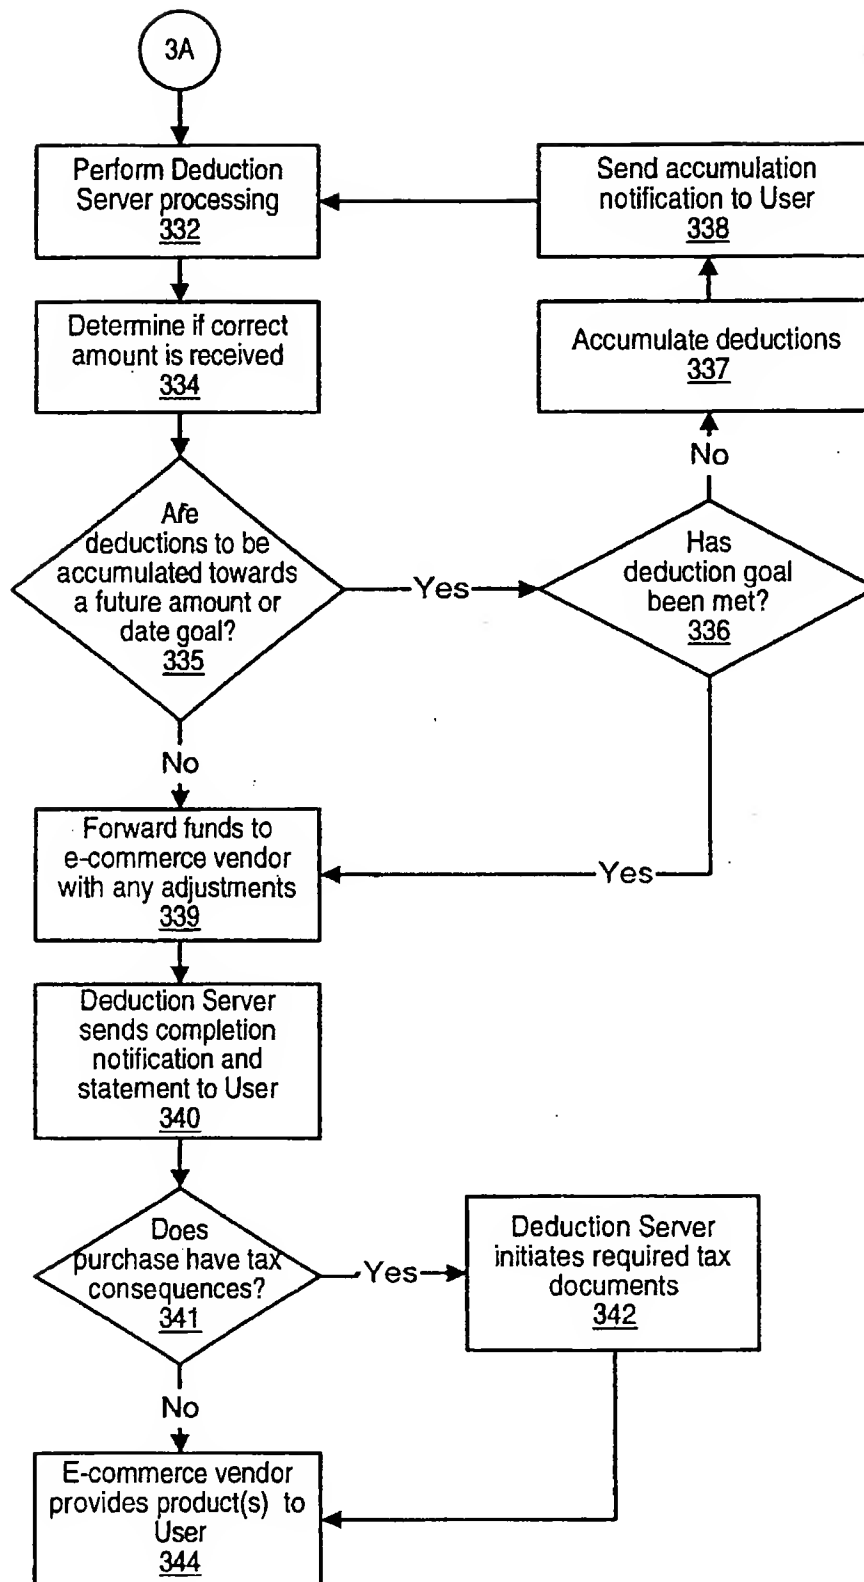 3A
Perform Deduction
Server processing
332
Send accumulation
notification to User
338
Determine if correct
amount is received
334
Accumulate deductions
337
No
Are
deductions to be
accumulated towards
a future amount or
date goal?
335
Yes
Has
deduction goal
been met?
336
No
Yes
Forward funds to
e-commerce vendor
with any adjustments
339
Deduction Server
sends completion
notification and
statement to User
340
Does
purchase have tax
consequences?
341
Yes
Deduction Server
initiates required tax
documents
342
No
E-commerce vendor
provides product(s) to
User
344